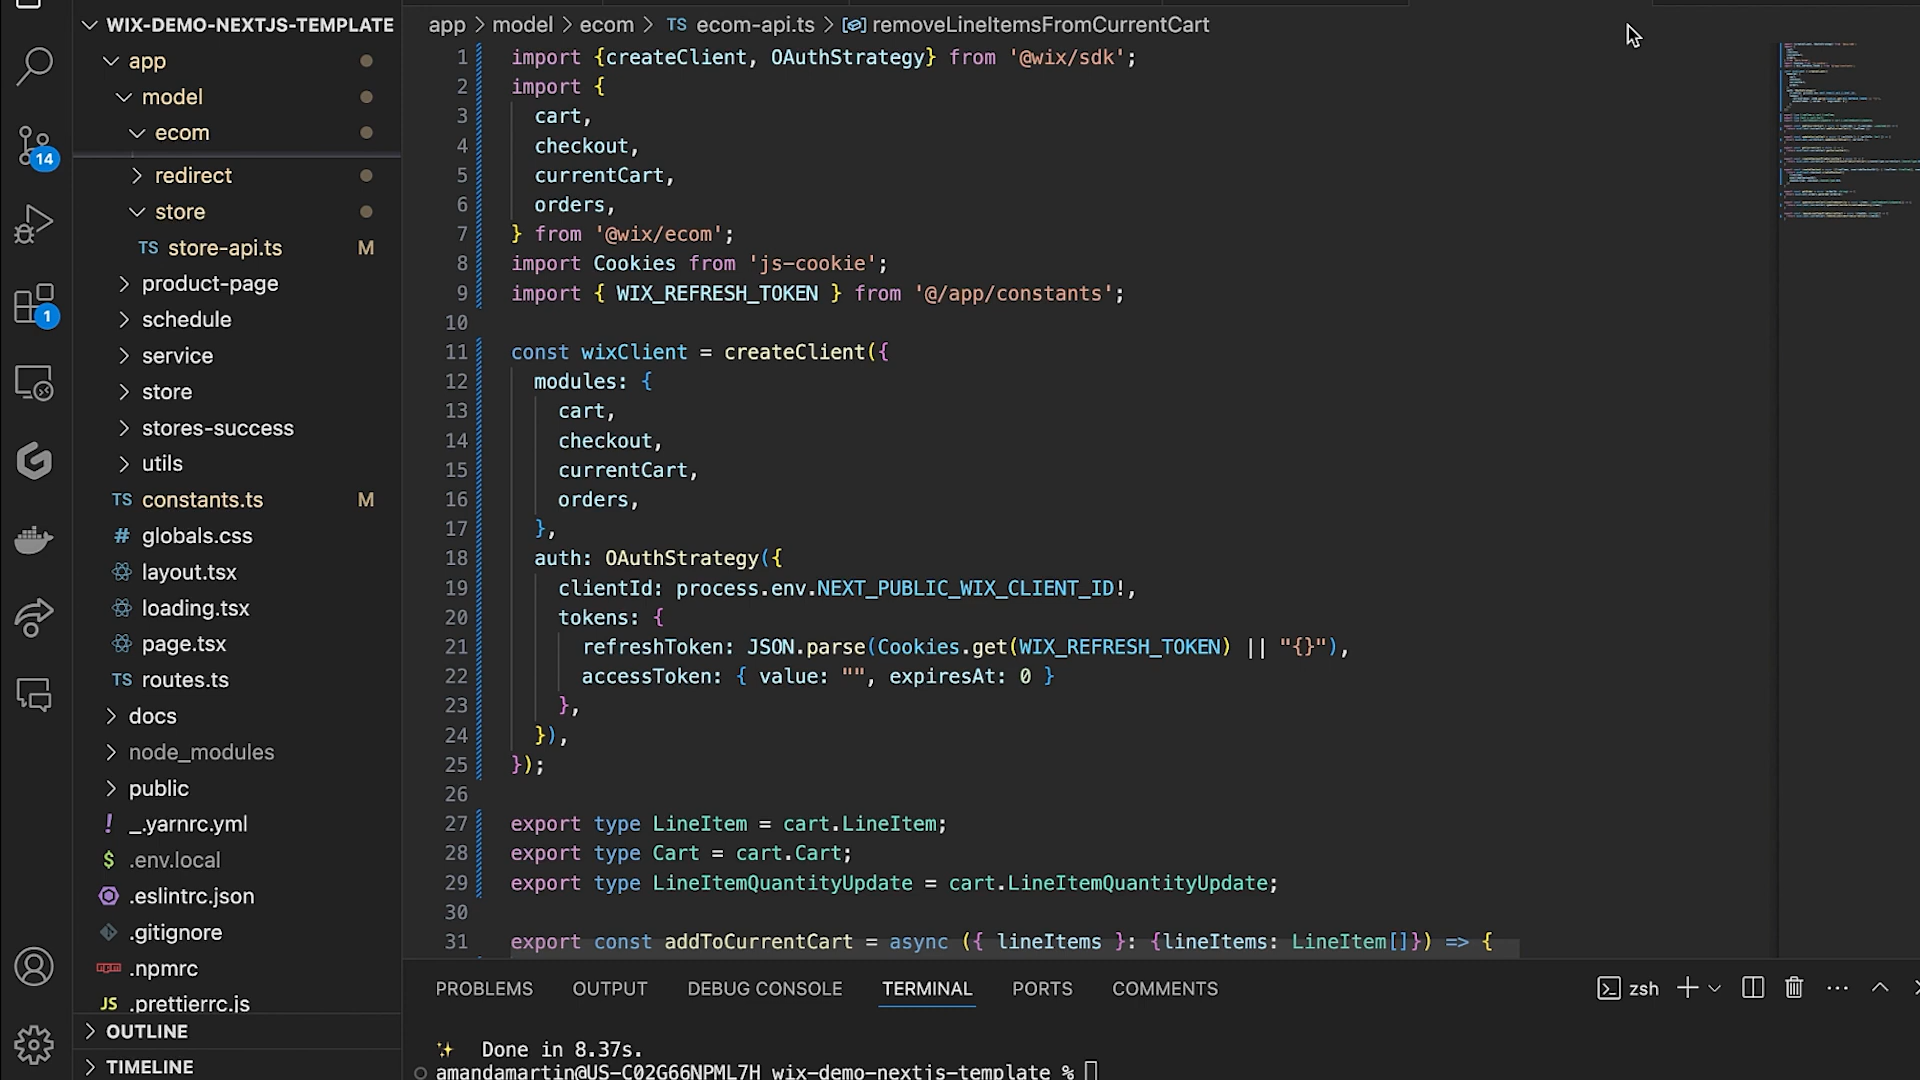 WIX-DEMO-NEXTJS-TEMPLATE
app
model
ecom
redirect
store
TS store-api.ts M
product-page
schedule
service
store
stores-success
utils
TS constants.ts M
# globals.css
layout.tsx
loading.tsx
page.tsx
TS routes.ts
docs
node_modules
public
! _.yarnrc.yml
$ .env.local
.eslintrc.json
.gitignore
npm .npmrc
JS .prettierrc.js
OUTLINE
TIMELINE
14
1
app > model > ecom > TS ecom-api.ts > removeLineItemsFromCurrentCart
1 import {createClient, OAuthStrategy} from '@wix/sdk';
2 import {
3 cart,
4 checkout,
5 currentCart,
6 orders,
7 } from '@wix/ecom';
8 import Cookies from 'js-cookie';
9 import { WIX_REFRESH_TOKEN } from '@/app/constants';
10
11 const wixClient = createClient({
12 modules: {
13 cart,
14 checkout,
15 currentCart,
16 orders,
17 },
18 auth: OAuthStrategy({
19 clientId: process.env.NEXT_PUBLIC_WIX_CLIENT_ID!,
20 tokens: {
21 refreshToken: JSON.parse(Cookies.get(WIX_REFRESH_TOKEN) || "{}"),
22 accessToken: { value: "", expiresAt: 0 }
23 },
24 }),
25 });
26
27 export type LineItem = cart.LineItem;
28 export type Cart = cart.Cart;
29 export type LineItemQuantityUpdate = cart.LineItemQuantityUpdate;
30
31 export const addToCurrentCart = async ({ lineItems }: {lineItems: LineItem[]}) => {
PROBLEMS OUTPUT DEBUG CONSOLE TERMINAL PORTS COMMENTS zsh
✨ Done in 8.37s.
amandamartin@US-C02G66NPML7H wix-demo-nextjs-template %